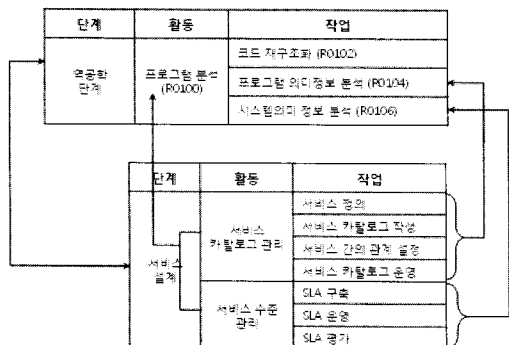 단계 활동 작업
역공학 단계
프로그램 분석 (R0100)
코드 재구조화 (R0102)
프로그램 의미정보 분석 (R0104)
시스템의미 정보 분석 (R0106)
단계 활동 작업
서비스 설계
서비스 카탈로그 관리
서비스 정의
서비스 카탈로그 작성
서비스 간의 관계 설정
서비스 카탈로그 운영
서비스 수준 관리
SLA 구축
SLA 운영
SLA 평가